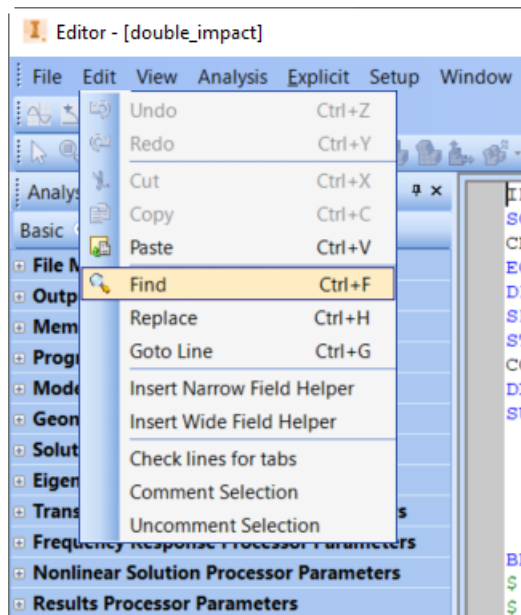 Editor - [double_impact]
File Edit View Analysis Explicit Setup Window
Undo Ctrl+Z
Redo Ctrl+Y
Cut Ctrl+X
Copy Ctrl+C
Paste Ctrl+V
Find Ctrl+F
Replace Ctrl+H
Goto Line Ctrl+G
Insert Narrow Field Helper
Insert Wide Field Helper
Check lines for tabs
Comment Selection
Uncomment Selection
Basic
File
Nonlinear Solution Processor Parameters
Results Processor Parameters
$
$